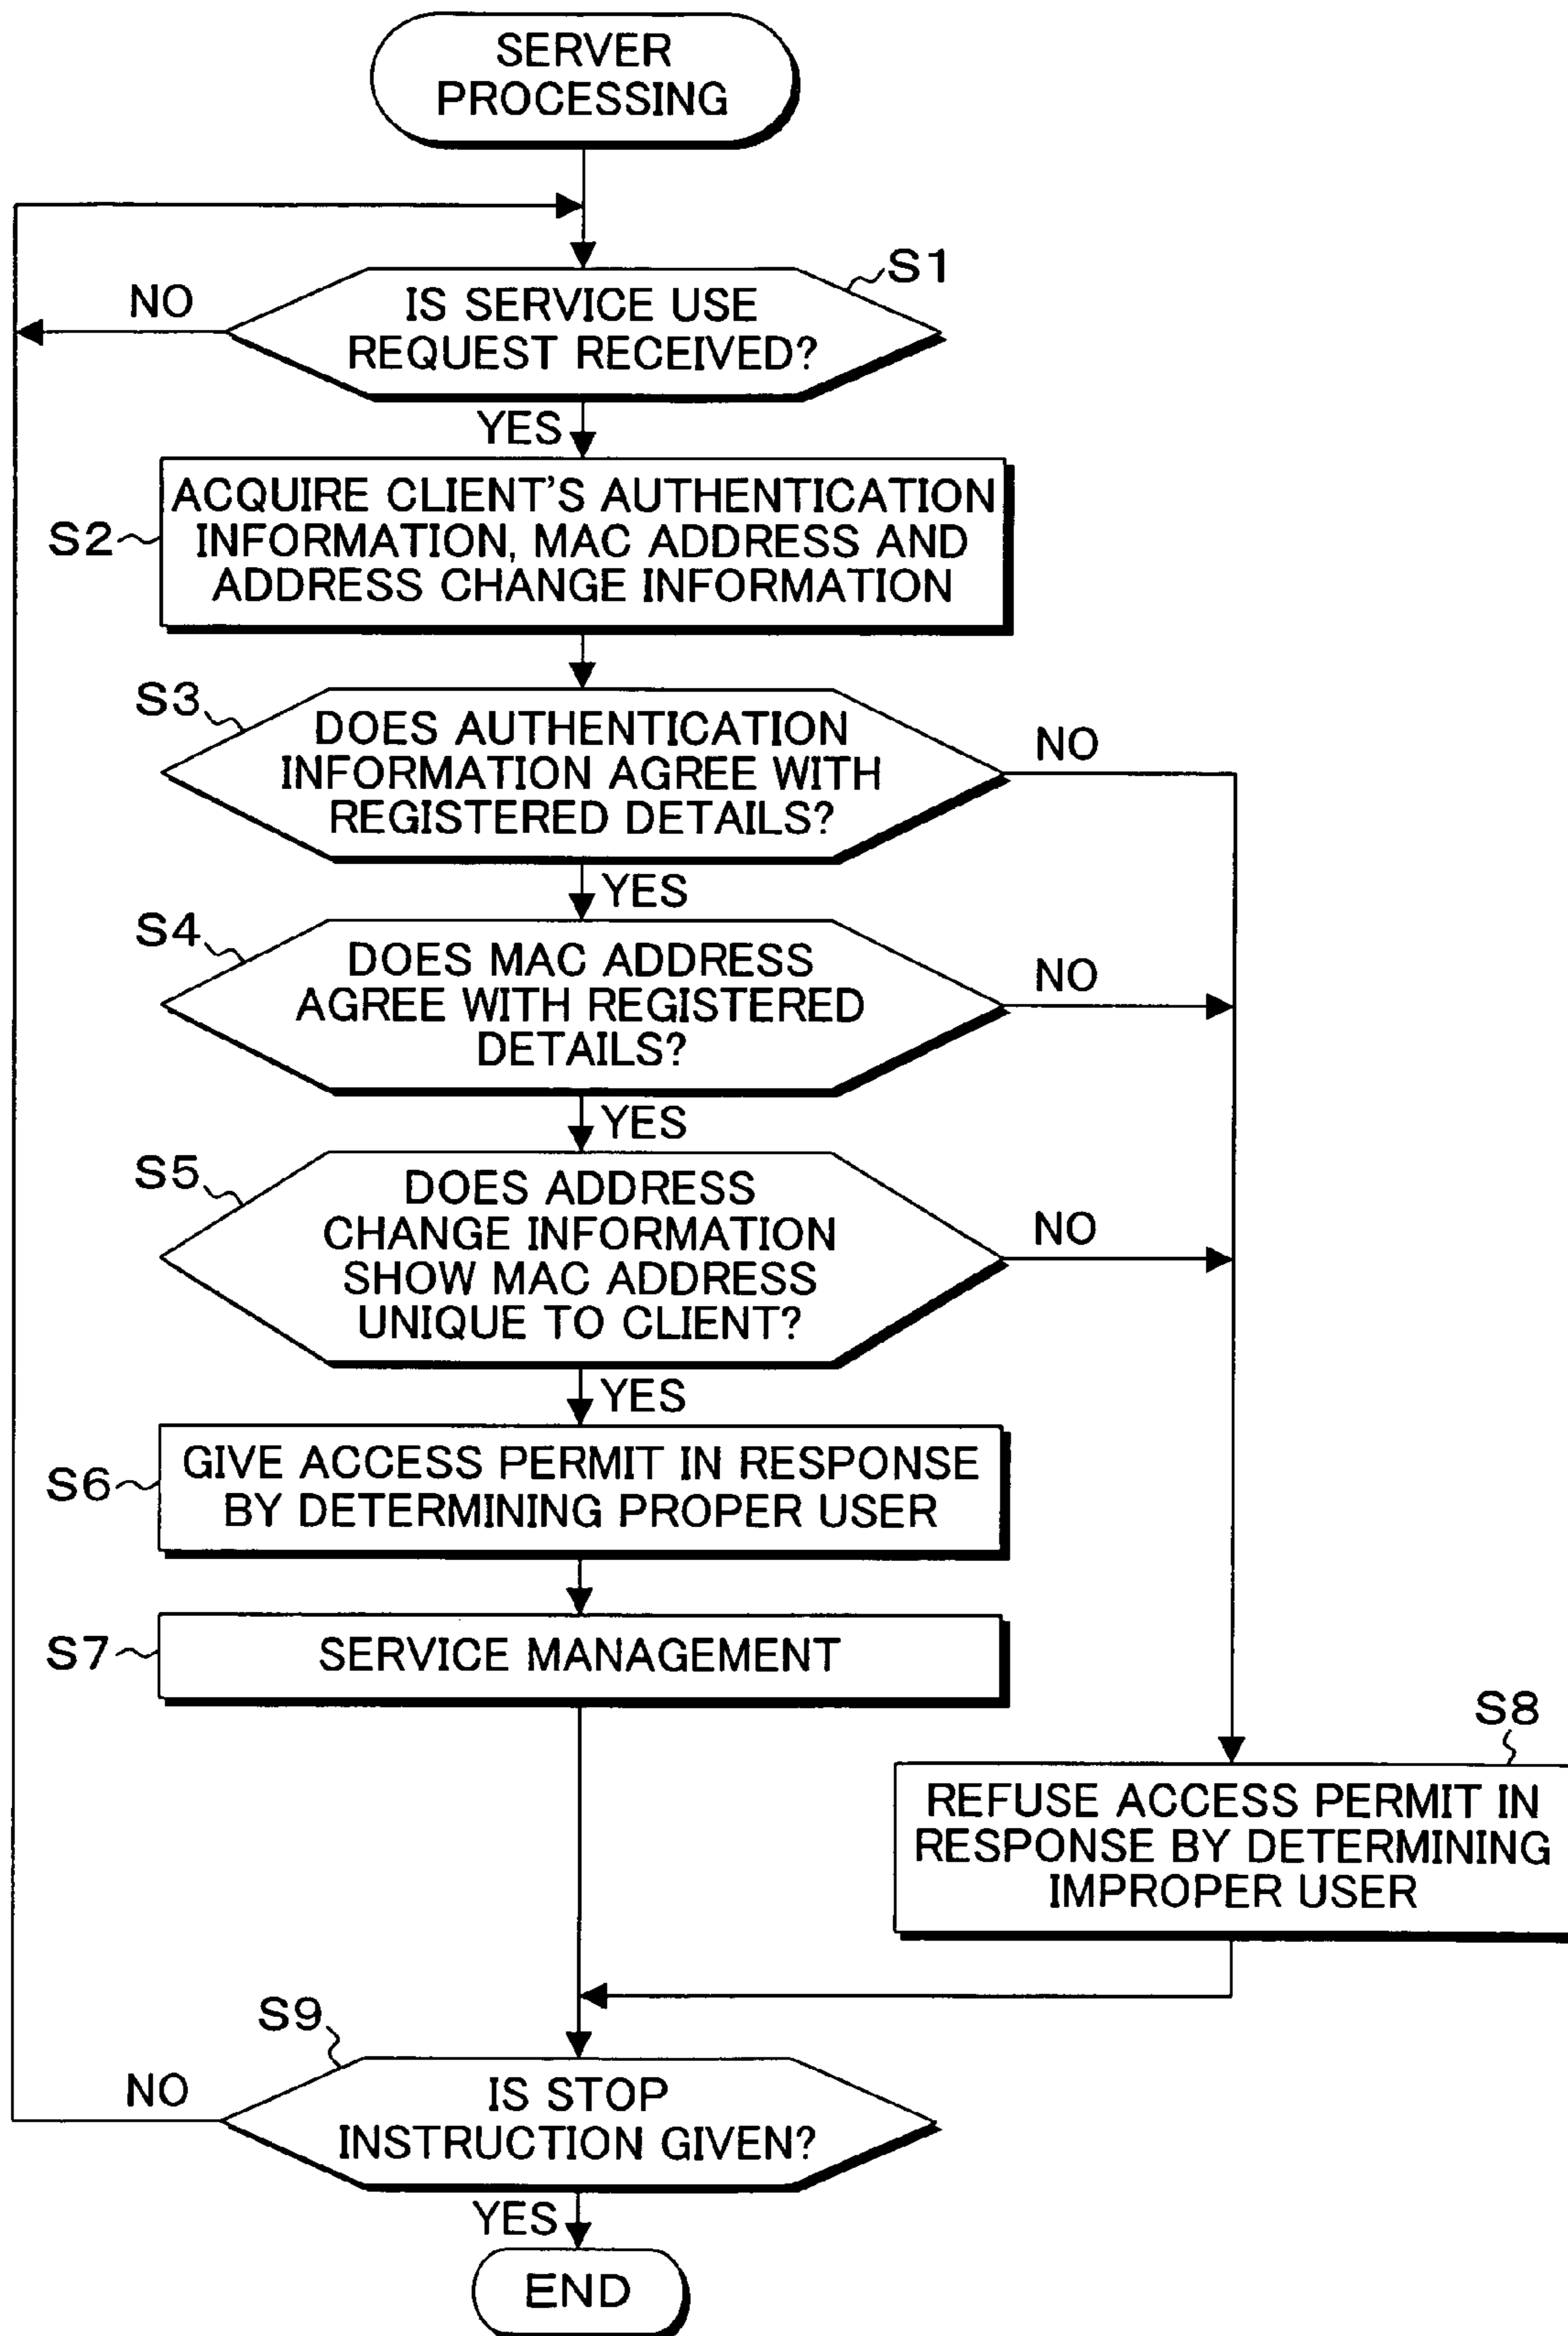 SERVER
PROCESSING
S1
NO
IS SERVICE USE
REQUEST RECEIVED?
YES
S2
ACQUIRE CLIENT'S AUTHENTICATION
INFORMATION, MAC ADDRESS AND
ADDRESS CHANGE INFORMATION
S3
DOES AUTHENTICATION
INFORMATION AGREE WITH
REGISTERED DETAILS?
NO
YES
S4
DOES MAC ADDRESS
AGREE WITH REGISTERED
DETAILS?
NO
YES
S5
DOES ADDRESS
CHANGE INFORMATION
SHOW MAC ADDRESS
UNIQUE TO CLIENT?
NO
YES
S6
GIVE ACCESS PERMIT IN RESPONSE
BY DETERMINING PROPER USER
S7
SERVICE MANAGEMENT
S8
REFUSE ACCESS PERMIT IN
RESPONSE BY DETERMINING
IMPROPER USER
S9
NO
IS STOP
INSTRUCTION GIVEN?
YES
END